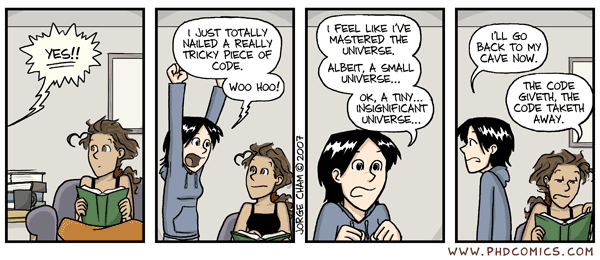 YES!!
I JUST TOTALLY
NAILED A REALLY
TRICKY PIECE OF
CODE.
WOO HOO!
JORGE CHAM © 2007
I FEEL LIKE I'VE
MASTERED THE
UNIVERSE.
ALBEIT, A SMALL
UNIVERSE...
OK, A TINY...
INSIGNIFICANT
UNIVERSE...
I'LL GO
BACK TO MY
CAVE NOW.
THE CODE
GIVETH, THE
CODE TAKETH
AWAY.
WWW.PHDCOMICS.COM